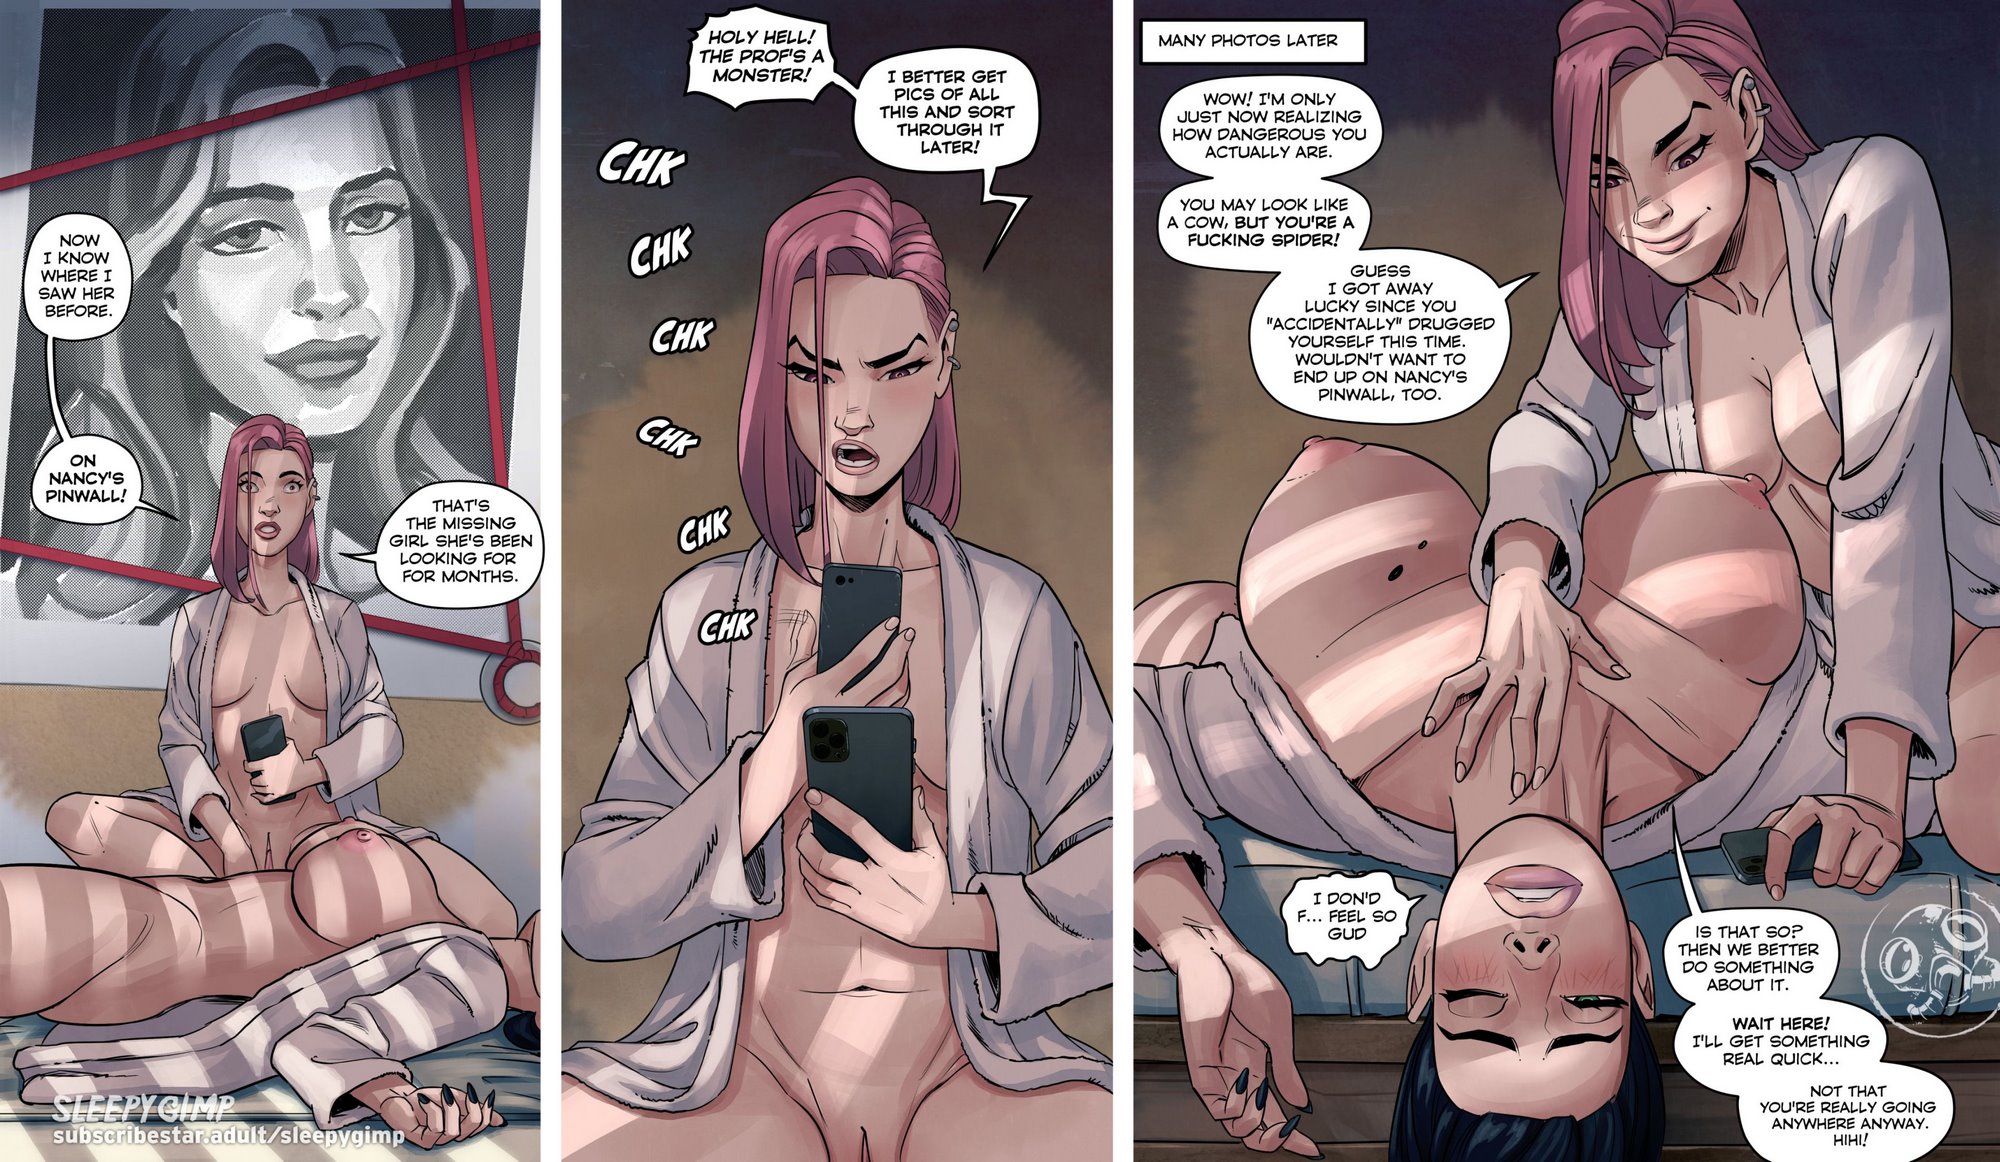 NOW
I KNOW
WHERE I
SAW HER
BEFORE.
ON
NANCY'S
PINWALL!
THAT'S
THE MISSING
GIRL SHE'S BEEN
LOOKING FOR
FOR MONTHS.
SLEEPYGIMP
subscribestar.adult/sleepygimp
HOLY HELL!
THE PROF'S A
MONSTER!
I BETTER GET
PICS OF ALL
THIS AND SORT
THROUGH IT
LATER!
CHK
CHK
CHK
CHK
CHK
CHK
MANY PHOTOS LATER
WOW! I'M ONLY
JUST NOW REALIZING
HOW DANGEROUS YOU
ACTUALLY ARE.
YOU MAY LOOK LIKE
A COW, BUT YOU'RE A
FUCKING SPIDER!
GUESS
I GOT AWAY
LUCKY SINCE YOU
"ACCIDENTALLY" DRUGGED
YOURSELF THIS TIME.
WOULDN'T WANT TO
END UP ON NANCY'S
PINWALL, TOO.
I DON'D
F... FEEL SO
GUD
IS THAT SO?
THEN WE BETTER
DO SOMETHING
ABOUT IT.
WAIT HERE!
I'LL GET SOMETHING
REAL QUICK...
NOT THAT
YOU'RE REALLY GOING
ANYWHERE ANYWAY.
HIHI!